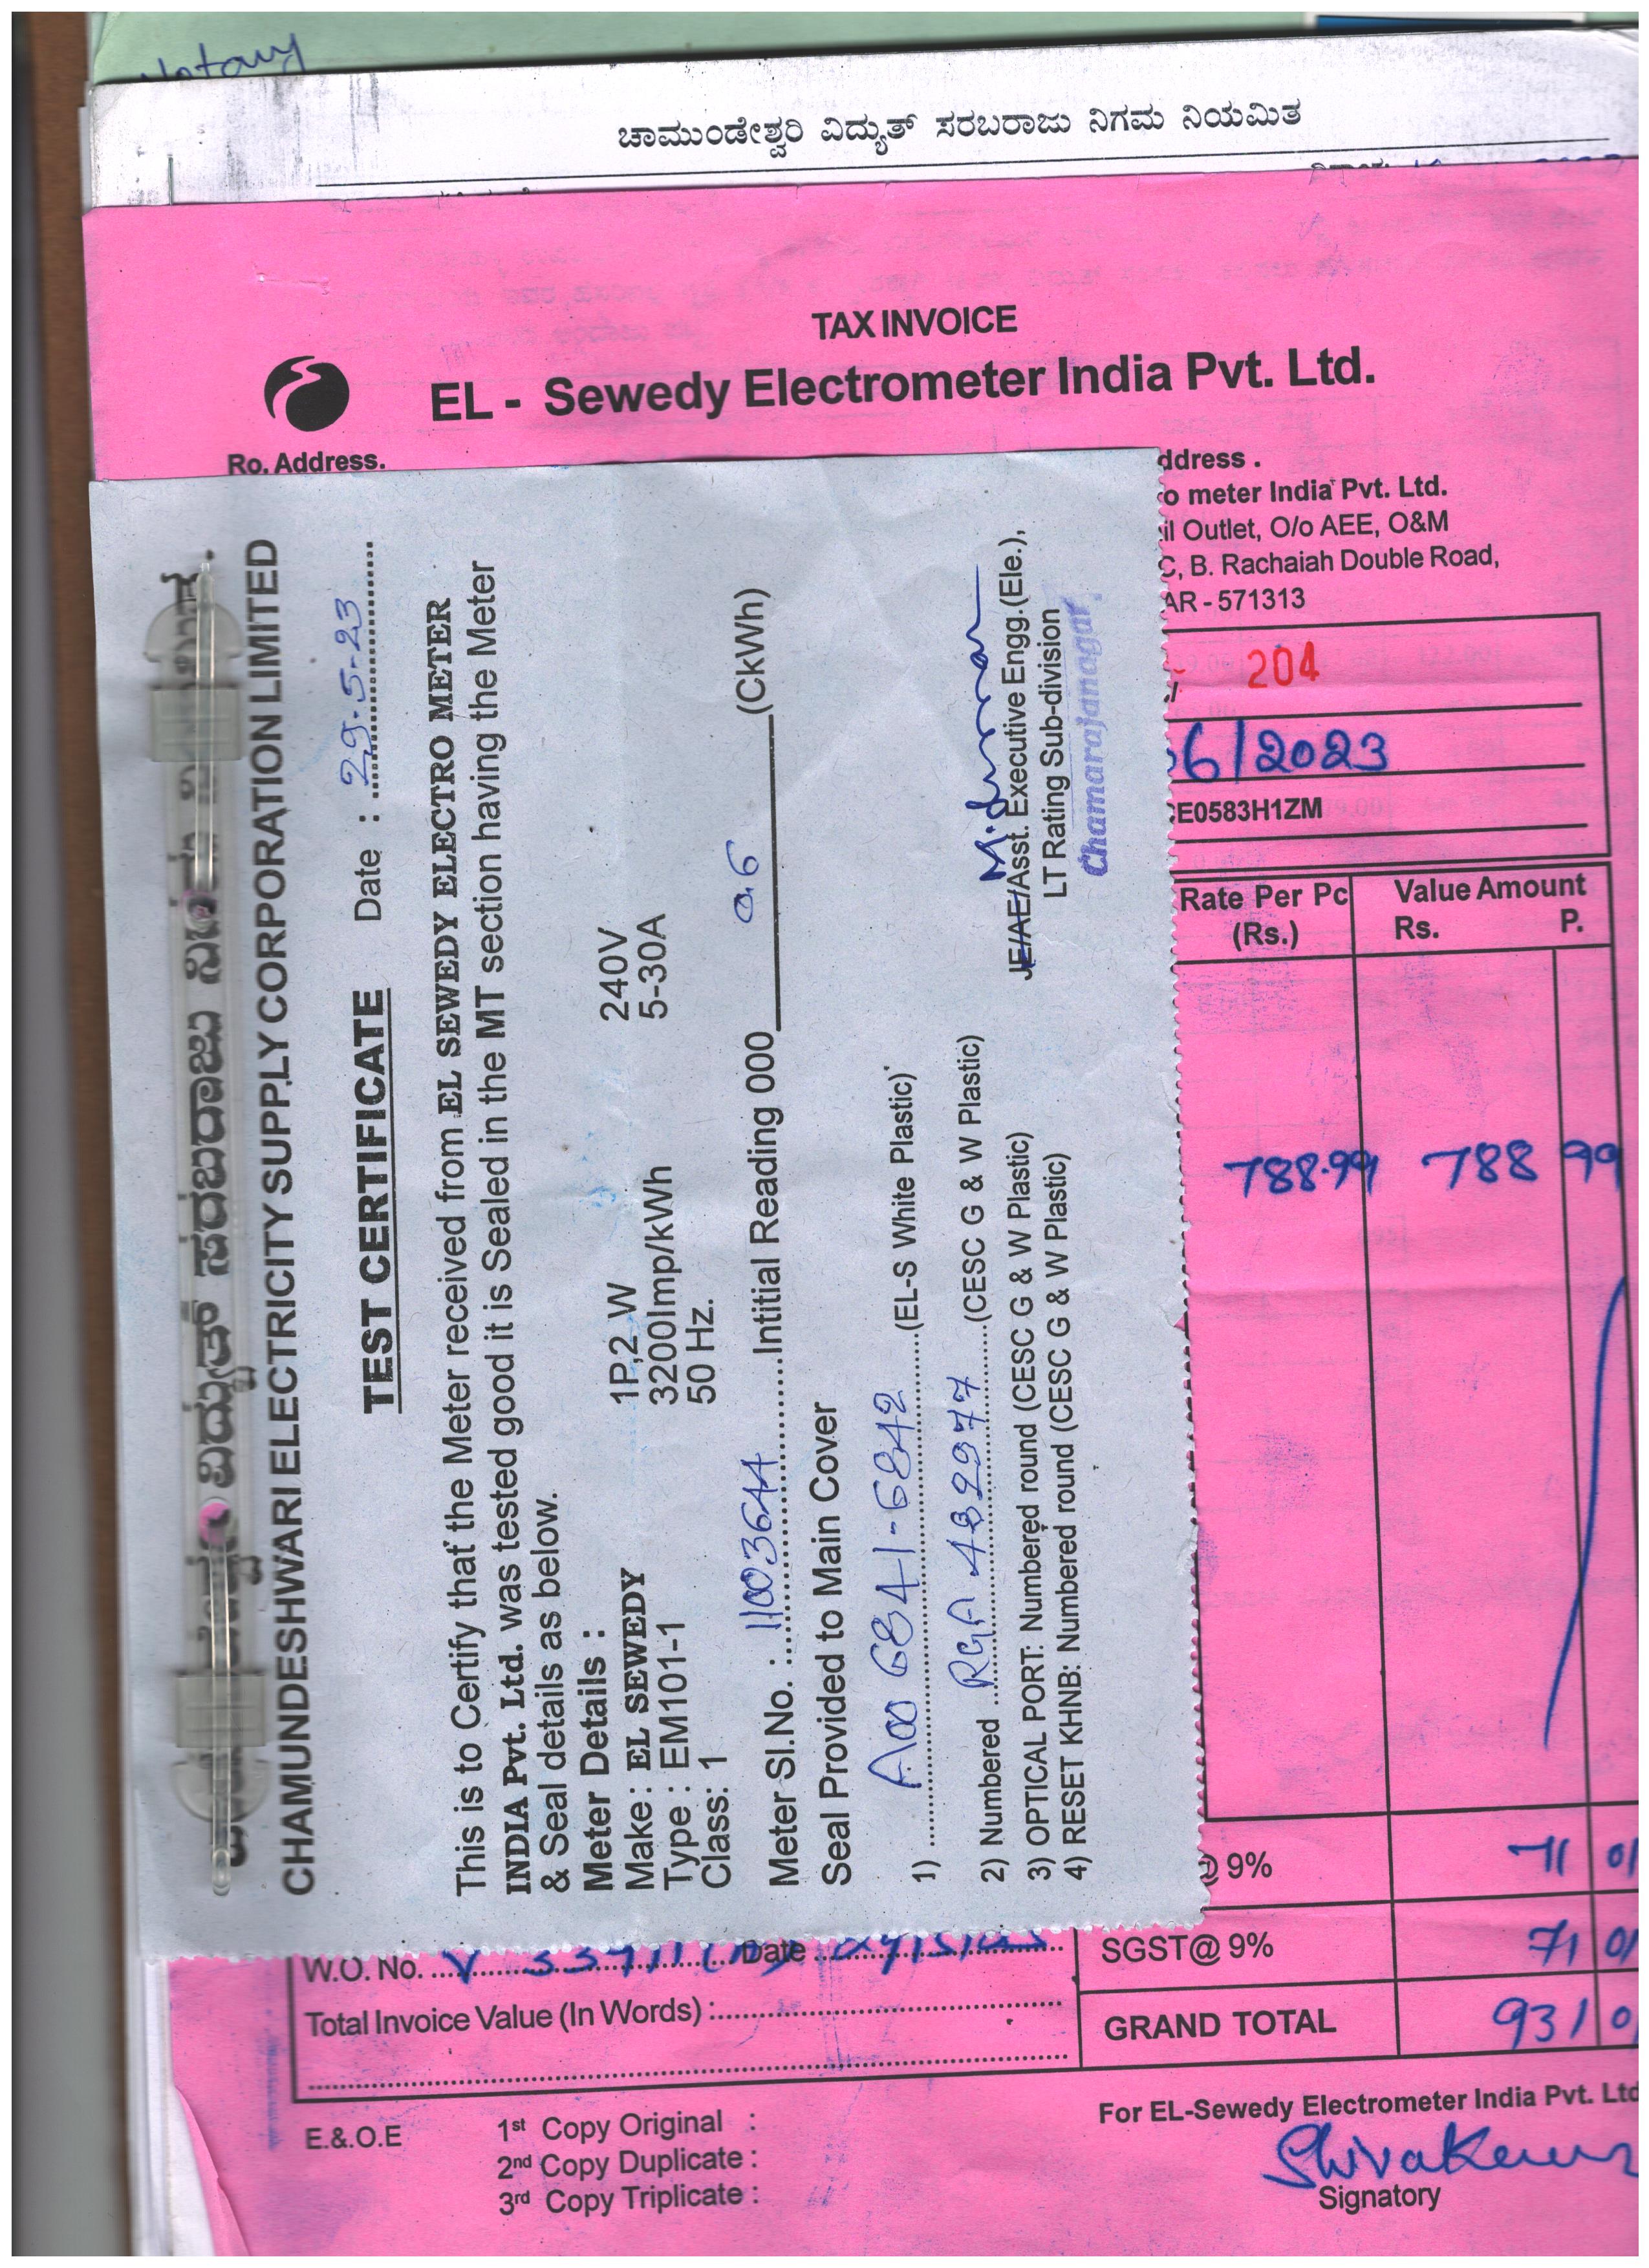 Notary
ಚಾಮುಂಡೇಶ್ವರಿ ವಿದ್ಯುತ್ ಸರಬರಾಜು ನಿಗಮ ನಿಯಮಿತ
TAX INVOICE
EL - Sewedy Electrometer India Pvt. Ltd.
Ro. Address.
ddress .
o meter India Pvt. Ltd.
il Outlet, O/o AEE, O&M
C, B. Rachaiah Double Road,
AR - 571313
204
6/2023
E0583H1ZM
Rate Per Pc (Rs.) Value Amount Rs. P.
788.99 788 99
@ 9% 71 01
W.O. No. Date
SGST@ 9% 71 01
Total Invoice Value (In Words) :
GRAND TOTAL 931 0
E.&.O.E
1st Copy Original :
2nd Copy Duplicate :
3rd Copy Triplicate :
For EL-Sewedy Electrometer India Pvt. Ltd
Shivakumar
Signatory
ವಿದ್ಯುತ್ ಸರಬರಾಜು
CHAMUNDESHWARI ELECTRICITY SUPPLY CORPORATION LIMITED
TEST CERTIFICATE Date : 29-5-23
This is to Certify that the Meter received from EL SEWEDY ELECTRO METER
INDIA Pvt. Ltd. was tested good it is Sealed in the MT section having the Meter
& Seal details as below.
Meter Details :
Make : EL SEWEDY 1P,2 W 240V
Type : EM101-1 3200Imp/kWh 5-30A
Class: 1 50 Hz.
Meter Sl.No. : 11003644 Intitial Reading 000 0.6 (CkWh)
Seal Provided to Main Cover
1) A00 6841-6842 (EL-S White Plastic)
2) Numbered RGA 432977 (CESC G & W Plastic)
3) OPTICAL PORT: Numbered round (CESC G & W Plastic)
4) RESET KHNB: Numbered round (CESC G & W Plastic)
JE/AE/Asst. Executive Engg.(Ele.),
LT Rating Sub-division
Chamarajanagar